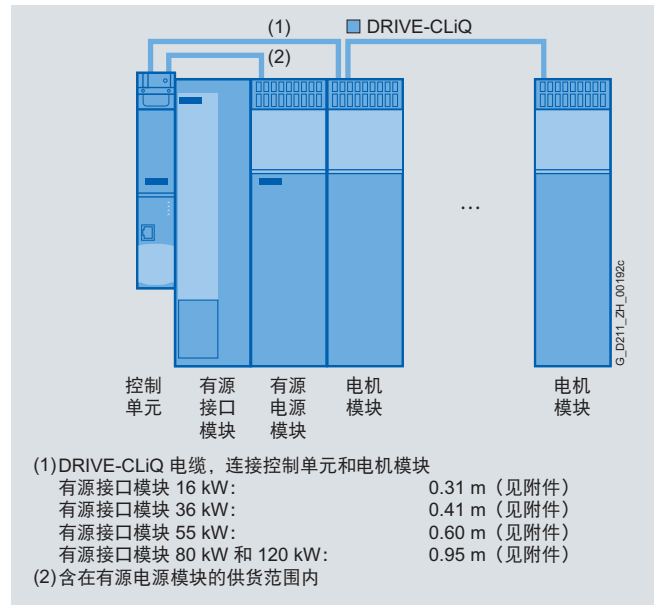 (1)
DRIVE-CLiQ
(2)
…
G_D211_ZH_00192c
控制
单元
有源
接口
模块
有源
电源
模块
电机
模块
电机
模块
(1)DRIVE-CLiQ 电缆，连接控制单元和电机模块
有源接口模块 16 kW： 0.31 m（见附件）
有源接口模块 36 kW： 0.41 m（见附件）
有源接口模块 55 kW： 0.60 m（见附件）
有源接口模块 80 kW 和 120 kW： 0.95 m（见附件）
(2)含在有源电源模块的供货范围内